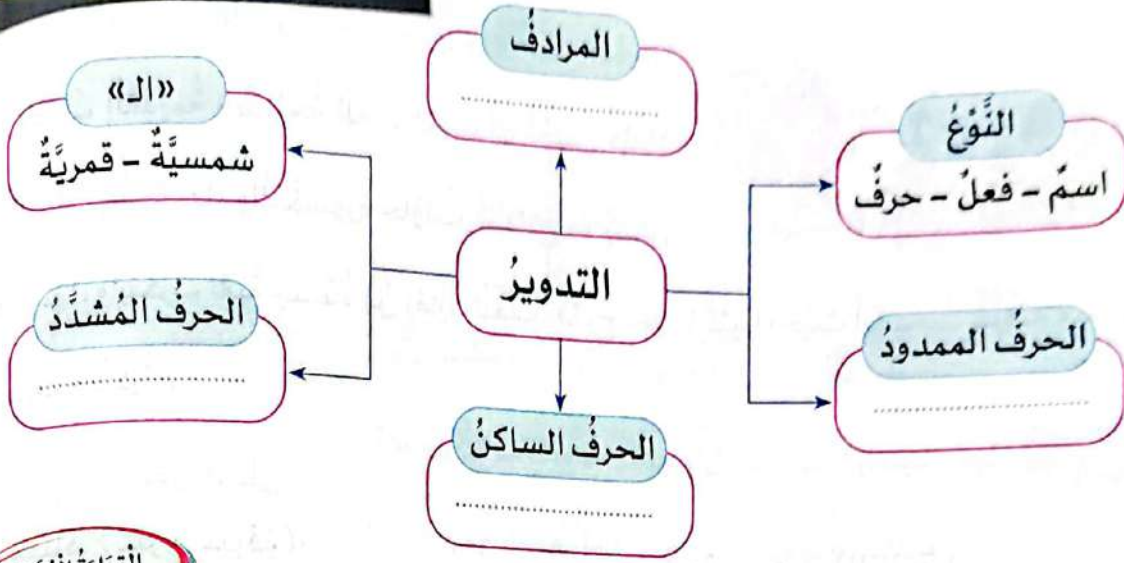 المرادفُ
..............................
«الـ»
شمسيَّةٌ – قمريَّةٌ
النَّوْعُ
اسمٌ – فعلٌ – حرفٌ
التدويرُ
الحرفُ المُشدَّدُ
..............................
الحرفُ الممدودُ
..............................
الحرفُ الساكنُ
..............................